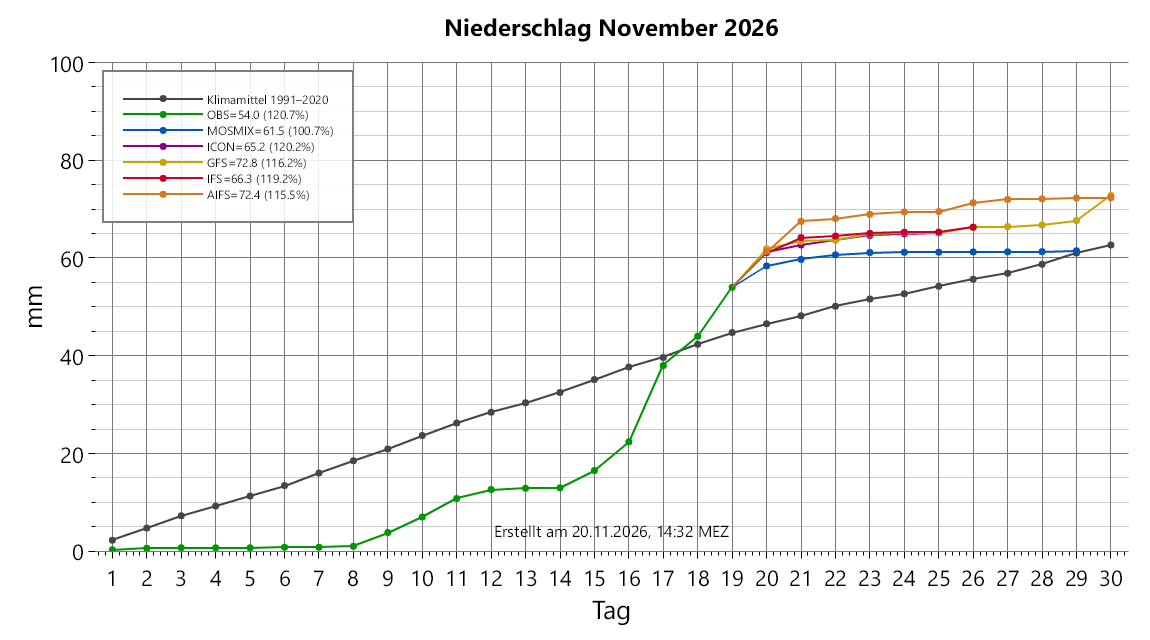 Niederschlag November 2026
100
80
60
40
20
0
mm
Klimamittel 1991–2020
OBS=54.0 (120.7%)
MOSMIX=61.5 (100.7%)
ICON=65.2 (120.2%)
GFS=72.8 (116.2%)
IFS=66.3 (119.2%)
AIFS=72.4 (115.5%)
Erstellt am 20.11.2026, 14:32 MEZ
1 2 3 4 5 6 7 8 9 10 11 12 13 14 15 16 17 18 19 20 21 22 23 24 25 26 27 28 29 30
Tag